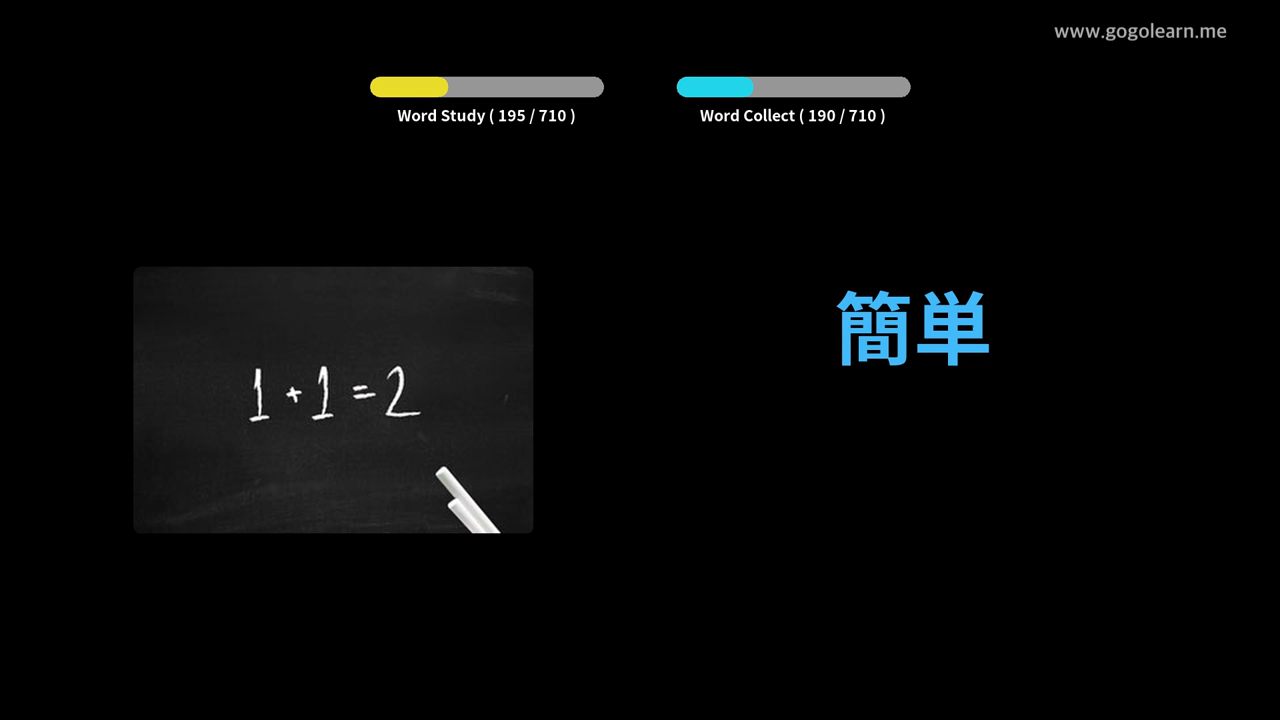 www.gogolearn.me
Word Study ( 195 / 710 )
Word Collect ( 190 / 710 )
1 + 1 = 2
簡単